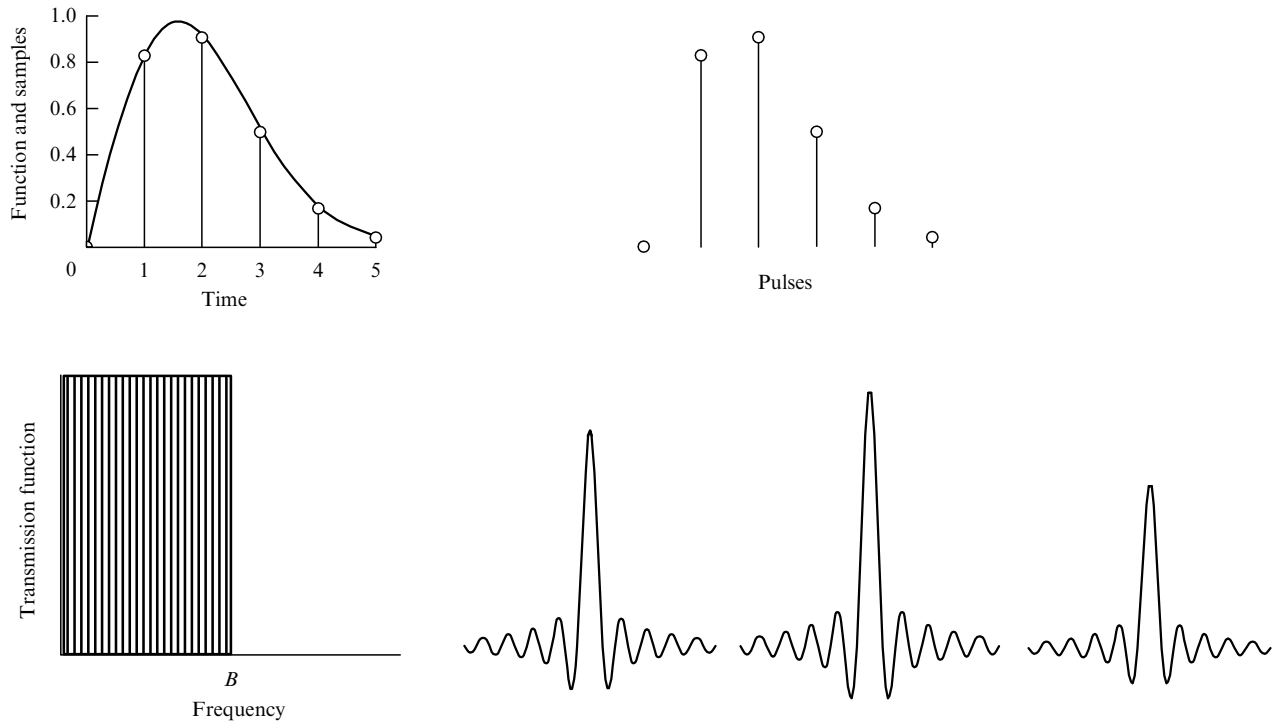 Function and samples
1.0
0.8
0.6
0.4
0.2
0 1 2 3 4 5
Time
Pulses
Transmission function
B
Frequency